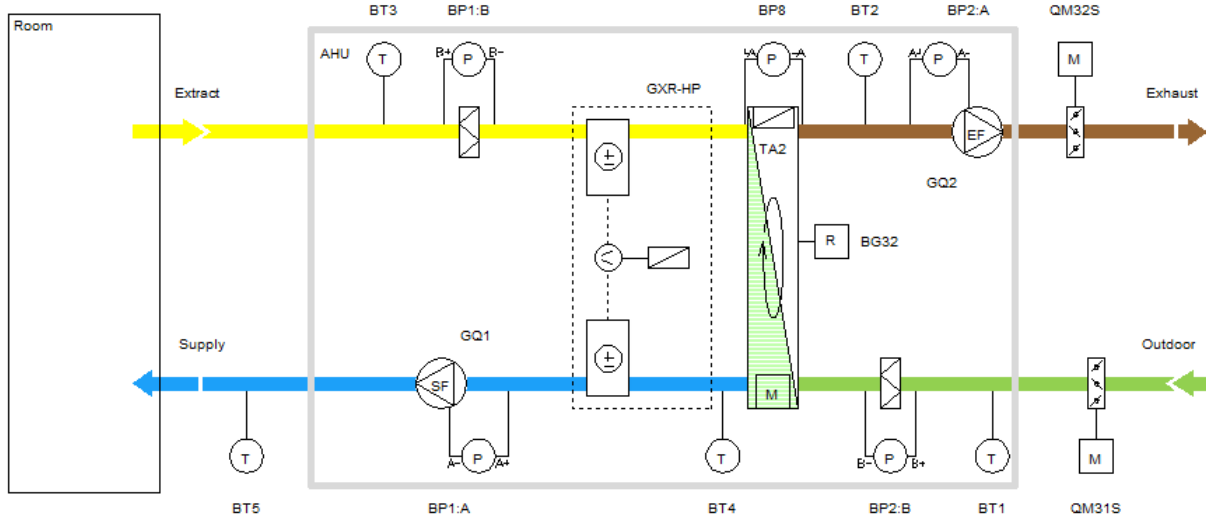 BT3 BP1:B BP8 BT2 BP2:A QM32S
Room
AHU T B+ P B- P -A T P A- M
Extract GXR-HP Exhaust
±
TA2 EF
GQ2
R BG32
GQ1
Supply Outdoor
SF ± M
T A- P A+ T B- P B+ T M
BT5 BP1:A BT4 BP2:B BT1 QM31S